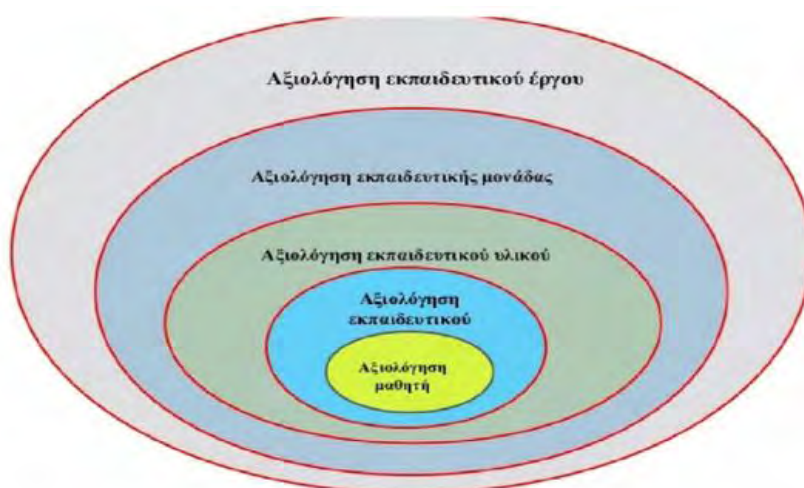 Αξιολόγηση εκπαιδευτικού έργου
Αξιολόγηση εκπαιδευτικής μονάδας
Αξιολόγηση εκπαιδευτικού υλικού
Αξιολόγηση
εκπαιδευτικού
Αξιολόγηση
μαθητή